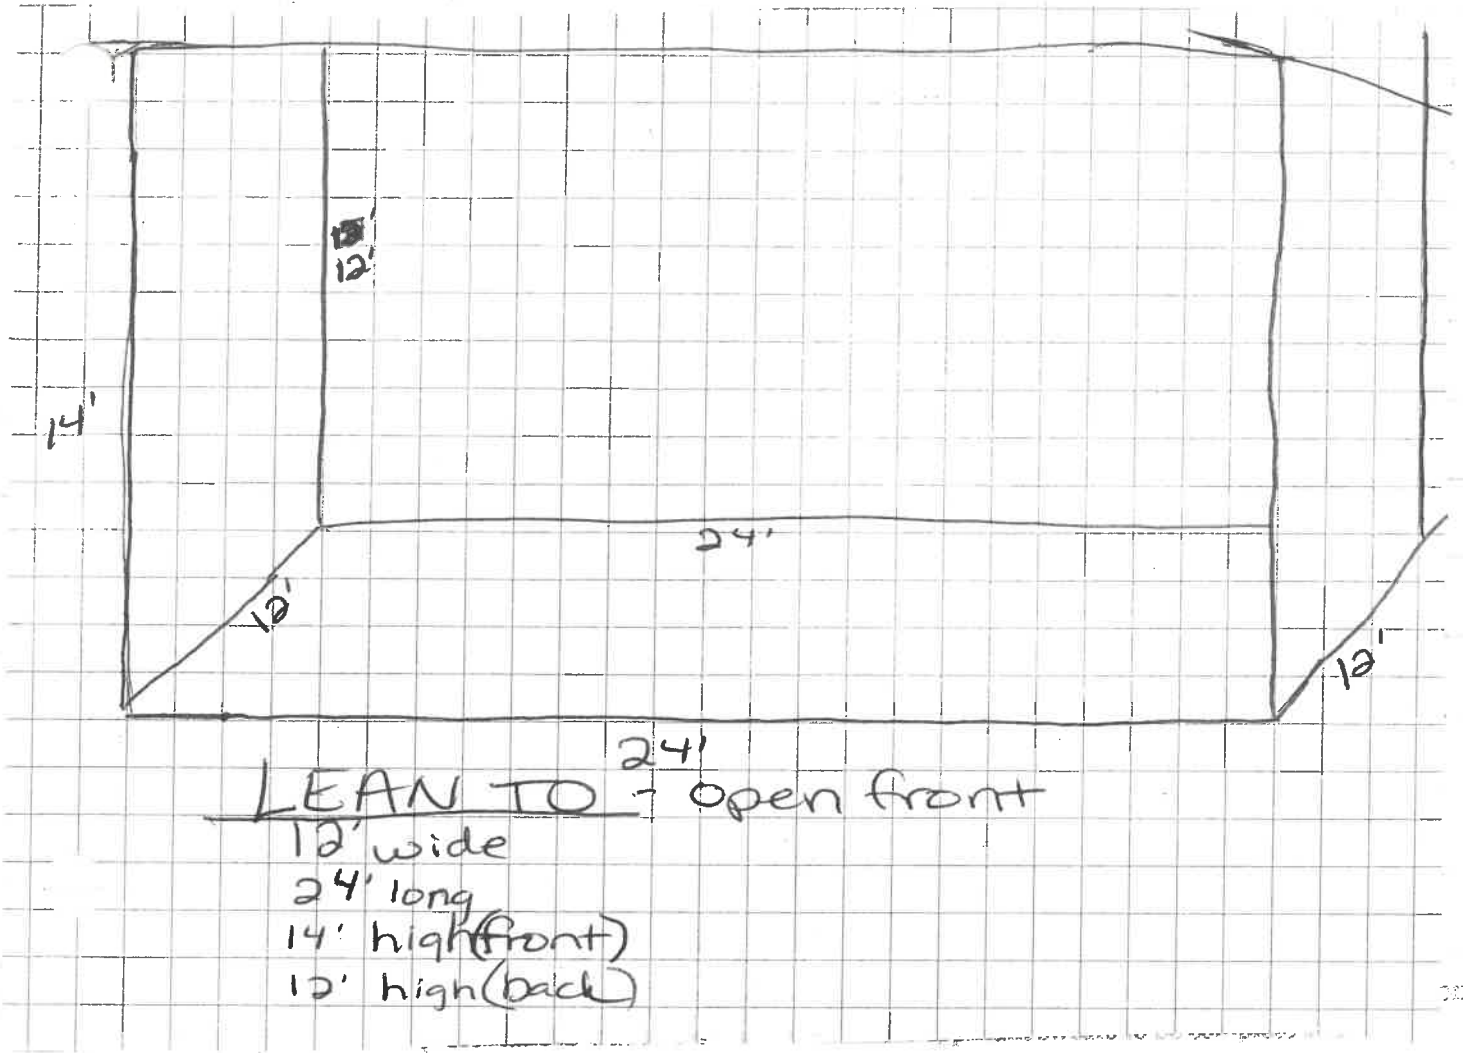 12'
14'
24'
12'
12'
24'
LEAN TO - open front
12' wide
24' long
14' high (front)
12' high (back)